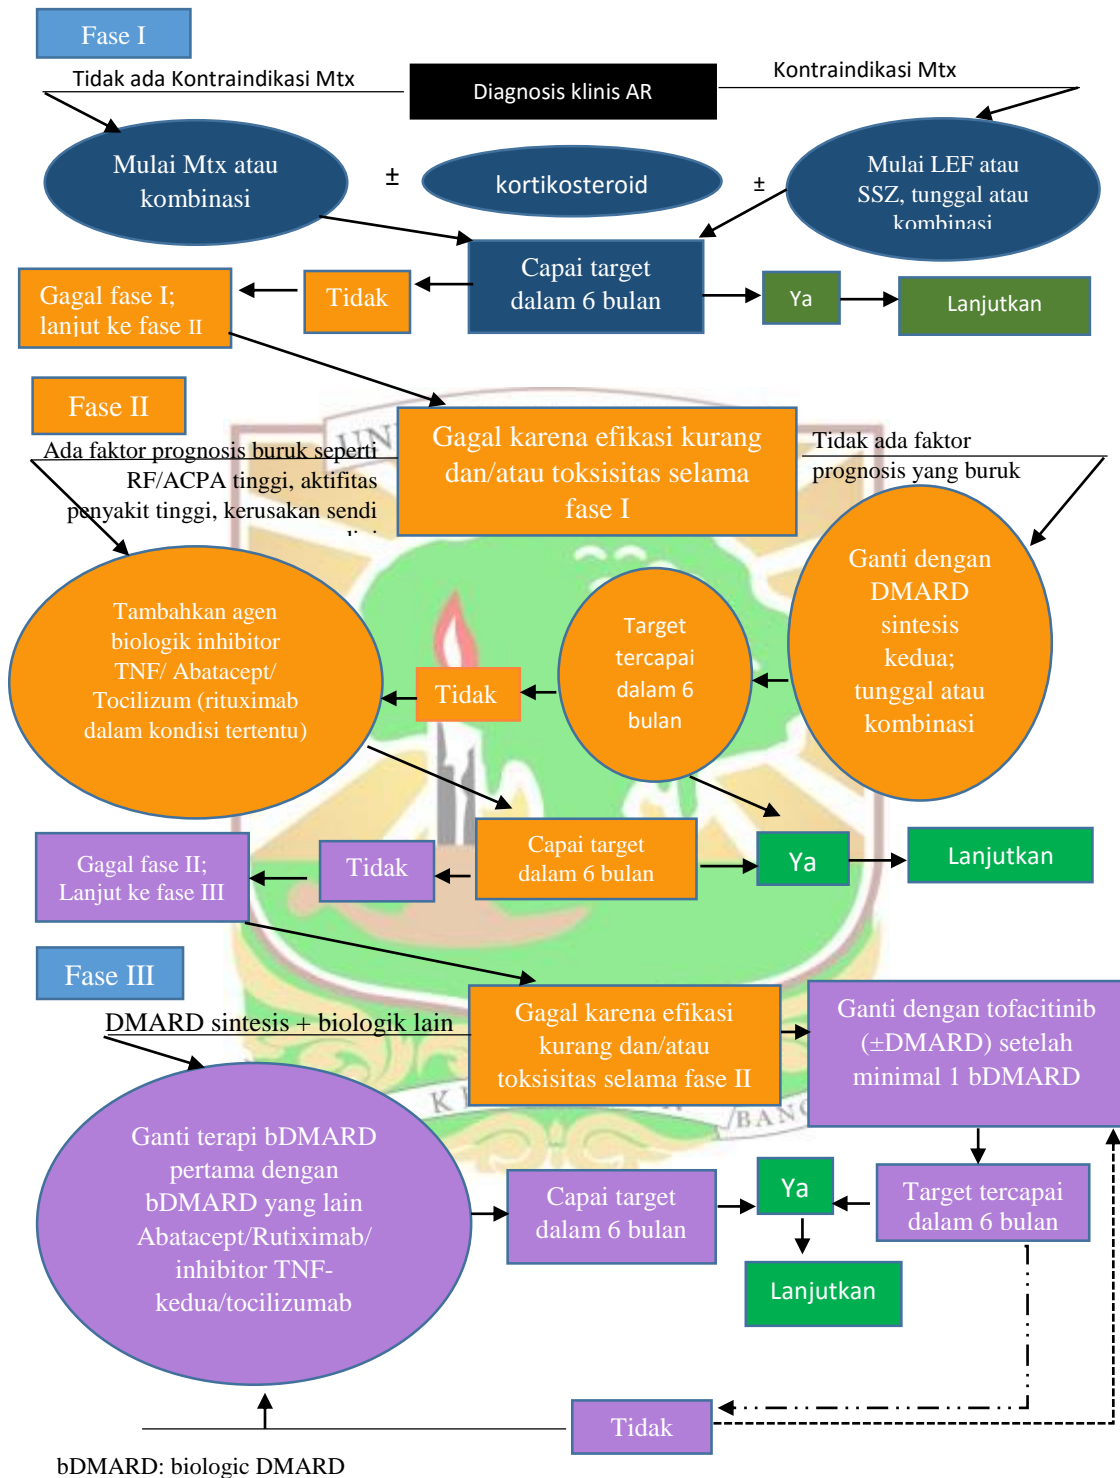 Fase I
Tidak ada Kontraindikasi Mtx
Diagnosis klinis AR
Kontraindikasi Mtx
Mulai Mtx atau
kombinasi
±
kortikosteroid
±
Mulai LEF atau
SSZ, tunggal atau
kombinasi
Capai target
dalam 6 bulan
Gagal fase I;
lanjut ke fase II
Tidak
Ya
Lanjutkan
Fase II
Gagal karena efikasi kurang
dan/atau toksisitas selama
fase I
Ada faktor prognosis buruk seperti
RF/ACPA tinggi, aktifitas
penyakit tinggi, kerusakan sendi
Tidak ada faktor
prognosis yang buruk
Tambahkan agen
biologik inhibitor
TNF/ Abatacept/
Tocilizum (rituximab
dalam kondisi tertentu)
Tidak
Target
tercapai
dalam 6
bulan
Ganti dengan
DMARD
sintesis
kedua;
tunggal atau
kombinasi
Gagal fase II;
Lanjut ke fase III
Tidak
Capai target
dalam 6 bulan
Ya
Lanjutkan
Fase III
DMARD sintesis + biologik lain
Gagal karena efikasi
kurang dan/atau
toksisitas selama fase II
Ganti dengan tofacitinib
(±DMARD) setelah
minimal 1 bDMARD
BANG
Ganti terapi bDMARD
pertama dengan
bDMARD yang lain
Abatacept/Rutiximab/
inhibitor TNF-
kedua/tocilizumab
Capai target
dalam 6 bulan
Ya
Target tercapai
dalam 6 bulan
Lanjutkan
Tidak
bDMARD: biologic DMARD